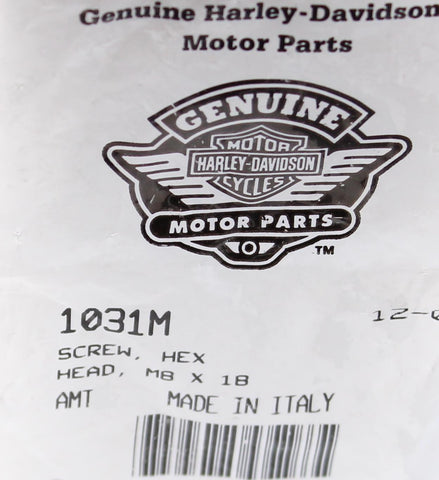 Genuine Harley-Davidson
Motor Parts
GENUINE
MOTOR
HARLEY-DAVIDSON
CYCLES
MOTOR PARTS
TM
1031M
SCREW, HEX
HEAD, M8 X 18
AMT MADE IN ITALY